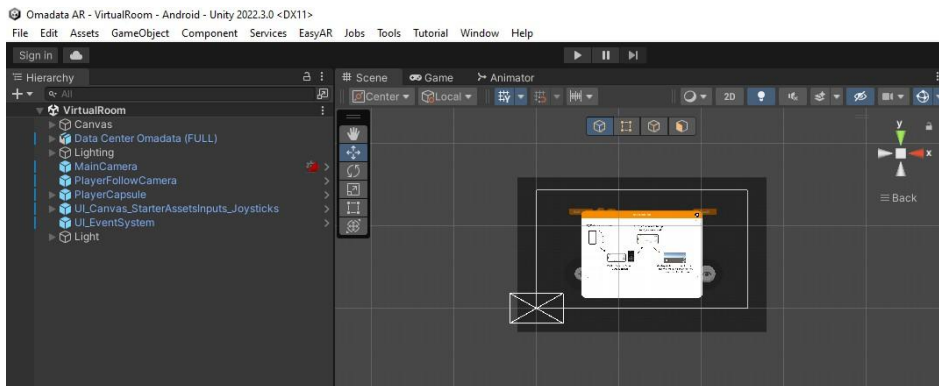 Omadata AR - VirtualRoom - Android - Unity 2022.3.0 <DX11>
File Edit Assets GameObject Component Services EasyAR Jobs Tools Tutorial Window Help
Sign in
Hierarchy
Scene Game Animator
All
Center Local 2D
VirtualRoom
Canvas
Data Center Omadata (FULL)
Lighting
MainCamera
PlayerFollowCamera
PlayerCapsule
UI_Canvas_StarterAssetsInputs_Joysticks
UI_EventSystem
Light
y
x
Back